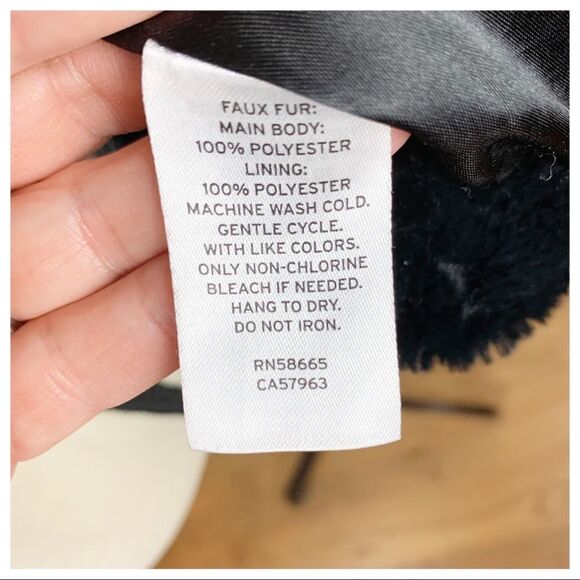 FAUX FUR:
MAIN BODY:
100% POLYESTER
LINING:
100% POLYESTER
MACHINE WASH COLD.
GENTLE CYCLE.
WITH LIKE COLORS.
ONLY NON-CHLORINE
BLEACH IF NEEDED.
HANG TO DRY.
DO NOT IRON.
RN58665
CA57963